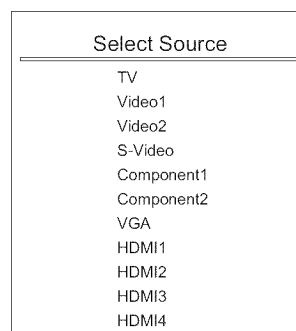 Select Source
TV
Video1
Video2
S-Video
Component1
Component2
VGA
HDMI1
HDMI2
HDMI3
HDMI4